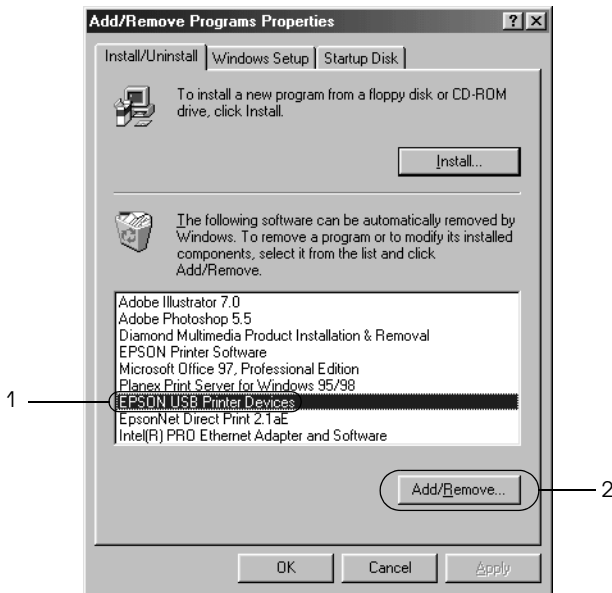 Add/Remove Programs Properties
Install/Uninstall
Windows Setup
Startup Disk
To install a new program from a floppy disk or CD-ROM
drive, click Install.
Install...
The following software can be automatically removed by
Windows. To remove a program or to modify its installed
components, select it from the list and click
Add/Remove.
Adobe Illustrator 7.0
Adobe Photoshop 5.5
Diamond Multimedia Product Installation & Removal
EPSON Printer Software
Microsoft Office 97, Professional Edition
Planex Print Server for Windows 95/98
1
EPSON USB Printer Devices
EpsonNet Direct Print 2.1aE
Intel(R) PRO Ethernet Adapter and Software
Add/Remove...
2
OK
Cancel
Apply